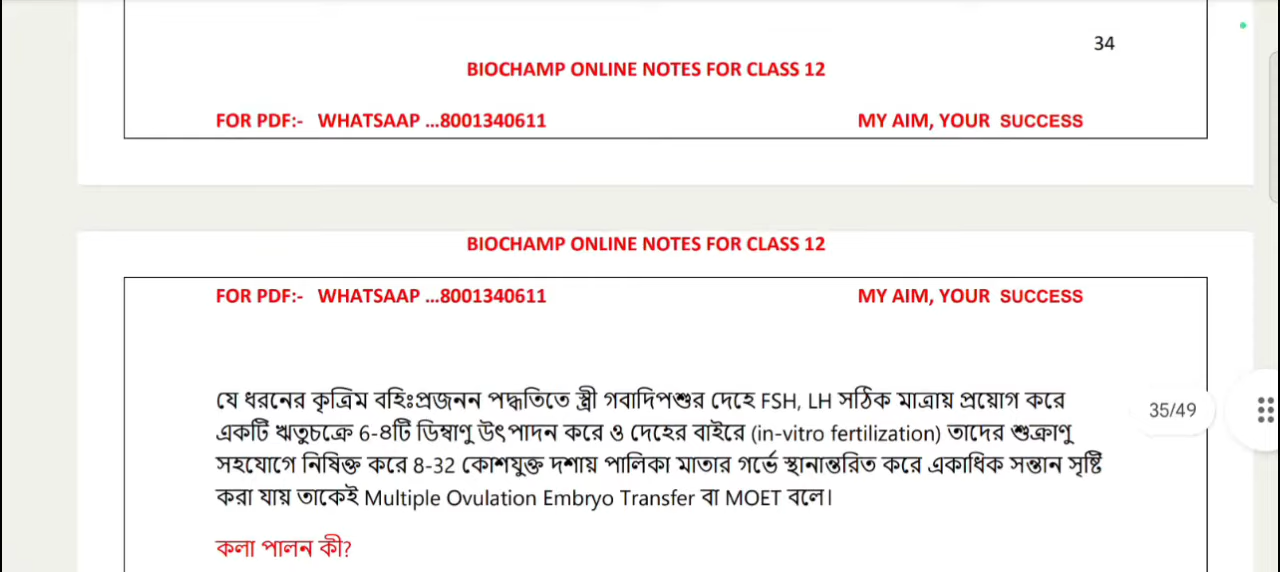 34
BIOCHAMP ONLINE NOTES FOR CLASS 12
FOR PDF:- WHATSAAP ...8001340611 MY AIM, YOUR SUCCESS
BIOCHAMP ONLINE NOTES FOR CLASS 12
FOR PDF:- WHATSAAP ...8001340611 MY AIM, YOUR SUCCESS
যে ধরনের কৃত্রিম বহিঃপ্রজনন পদ্ধতিতে স্ত্রী গবাদিপশুর দেহে FSH, LH সঠিক মাত্রায় প্রয়োগ করে
35/49
একটি ঋতুচক্রে 6-৪টি ডিম্বাণু উৎপাদন করে ও দেহের বাইরে (in-vitro fertilization) তাদের শুক্রাণু
সহযোগে নিষিক্ত করে 8-32 কোশযুক্ত দশায় পালিকা মাতার গর্ভে স্থানান্তরিত করে একাধিক সন্তান সৃষ্টি
করা যায় তাকেই Multiple Ovulation Embryo Transfer বা MOET বলে।
কলা পালন কী?